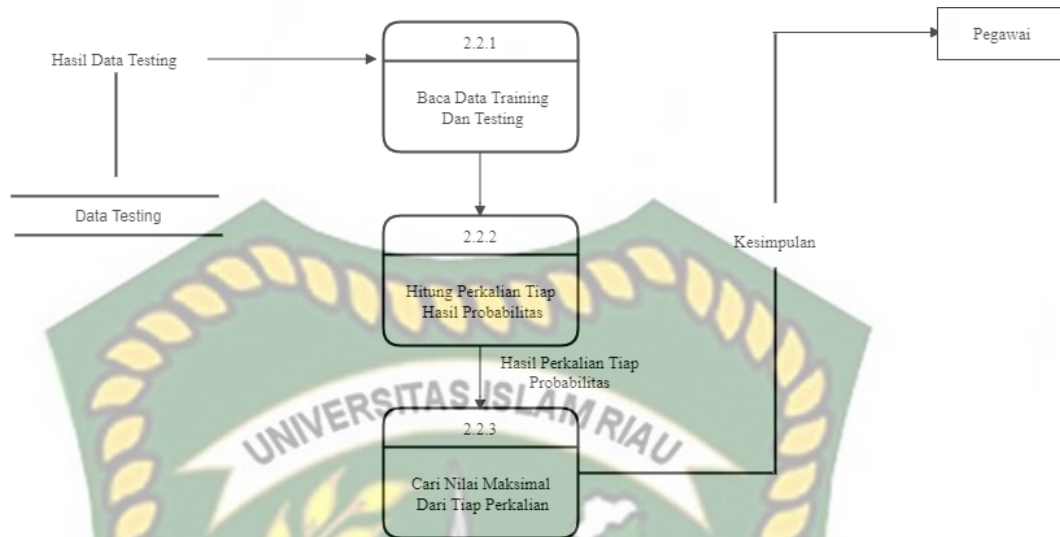 Hasil Data Testing
2.2.1
Baca Data Training
Dan Testing
Pegawai
Data Testing
2.2.2
Hitung Perkalian Tiap
Hasil Probabilitas
Kesimpulan
Hasil Perkalian Tiap
Probabilitas
UNIVERSITAS ISLAM RIAU
2.2.3
Cari Nilai Maksimal
Dari Tiap Perkalian